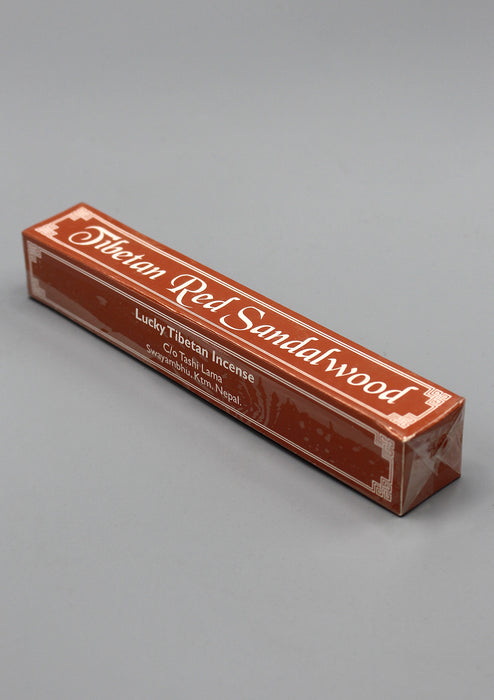 Tibetan Red Sandalwood
Lucky Tibetan Incense
C/o Tashi Lama
Swayambhu, Ktm. Nepal.